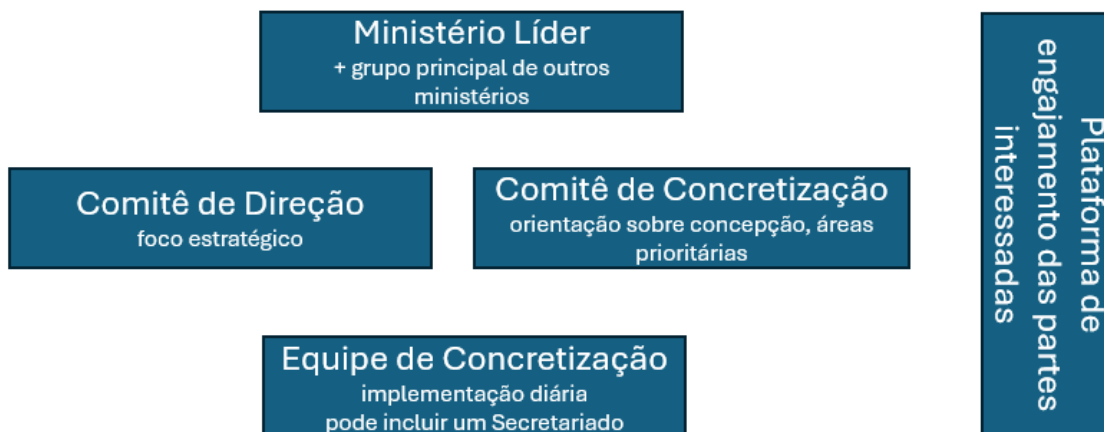 Ministério Líder
+ grupo principal de outros
ministérios
Comitê de Direção
foco estratégico
Comitê de Concretização
orientação sobre concepção, áreas
prioritárias
Equipe de Concretização
implementação diária
pode incluir um Secretariado
Plataforma de
engajamento das partes
interessadas